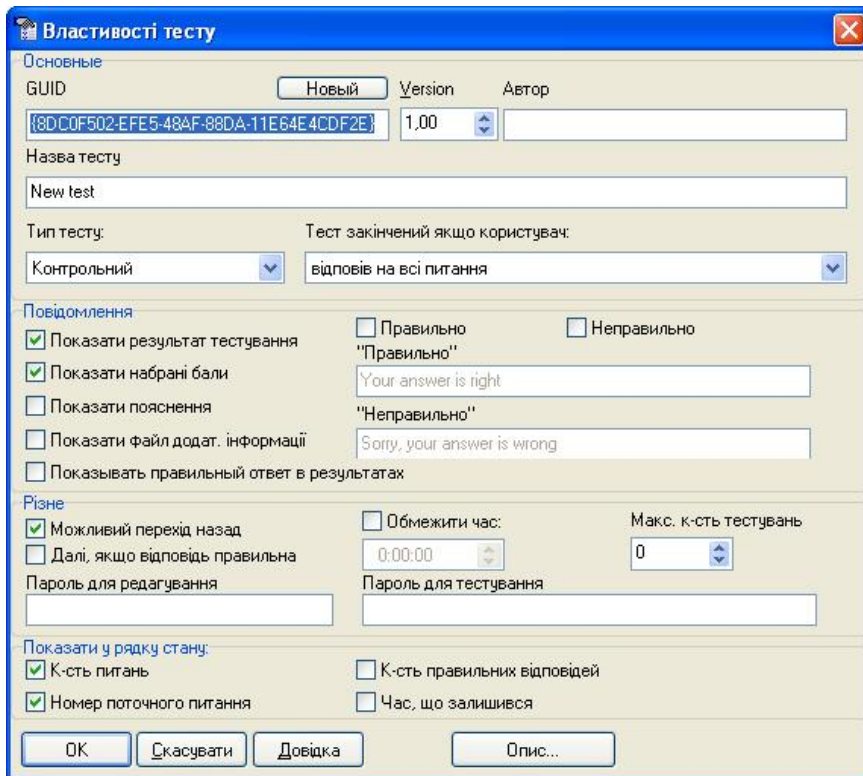 Властивості тесту
Основные
GUID Новый Version Автор
{8DC0F502-EFE5-48AF-88DA-11E64E4CDF2E} 1,00
Назва тесту
New test
Тип тесту: Тест закінчений якщо користувач:
Контрольний відповів на всі питання
Повідомлення
Показати результат тестування Правильно Неправильно
"Правильно"
Показати набрані бали Your answer is right
Показати пояснення "Неправильно"
Показати файл додат. інформації Sorry, your answer is wrong
Показывать правильный ответ в результатах
Різне
Можливий перехід назад Обмежити час: Макс. к-сть тестувань
Далі, якщо відповідь правильна 0:00:00 0
Пароль для редагування Пароль для тестування
Показати у рядку стану:
К-сть питань К-сть правильних відповідей
Номер поточного питання Час, що залишився
OK Скасувати Довідка Опис...